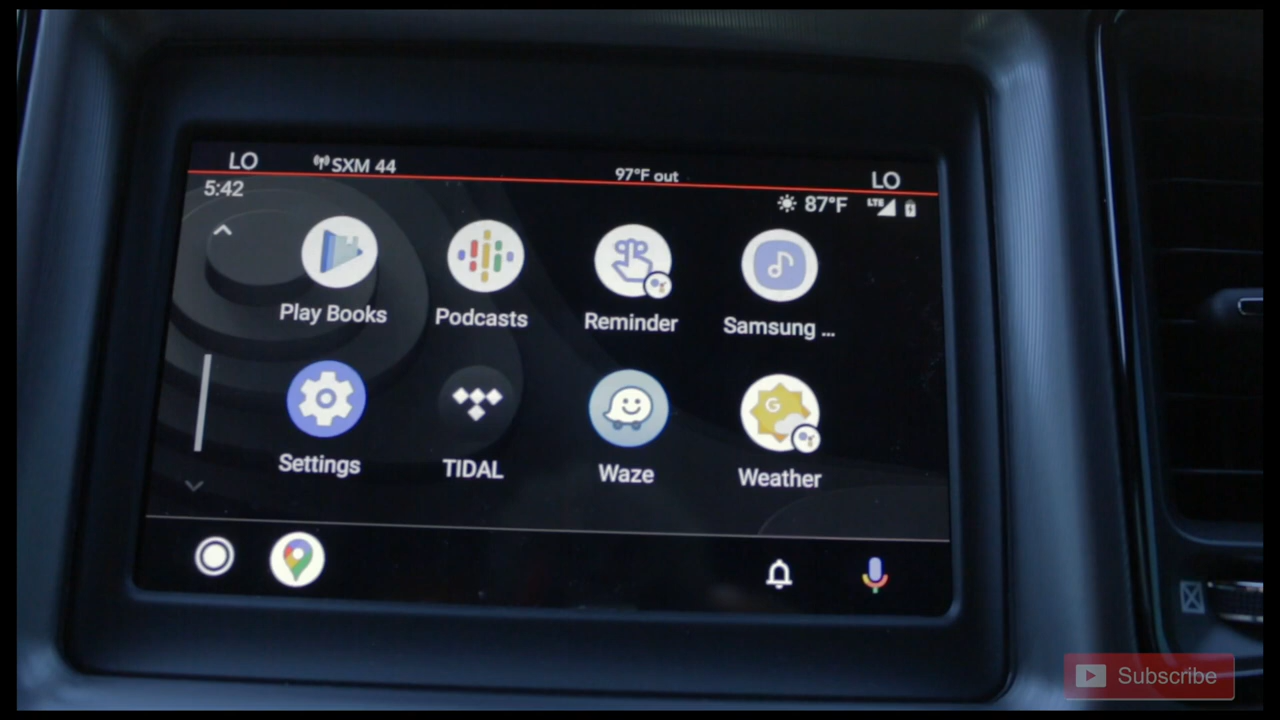 LO SXM 44 97°F out LO
5:42 87°F LTE
Play Books Podcasts Reminder Samsung ...
G
Settings TIDAL Waze Weather
Subscribe